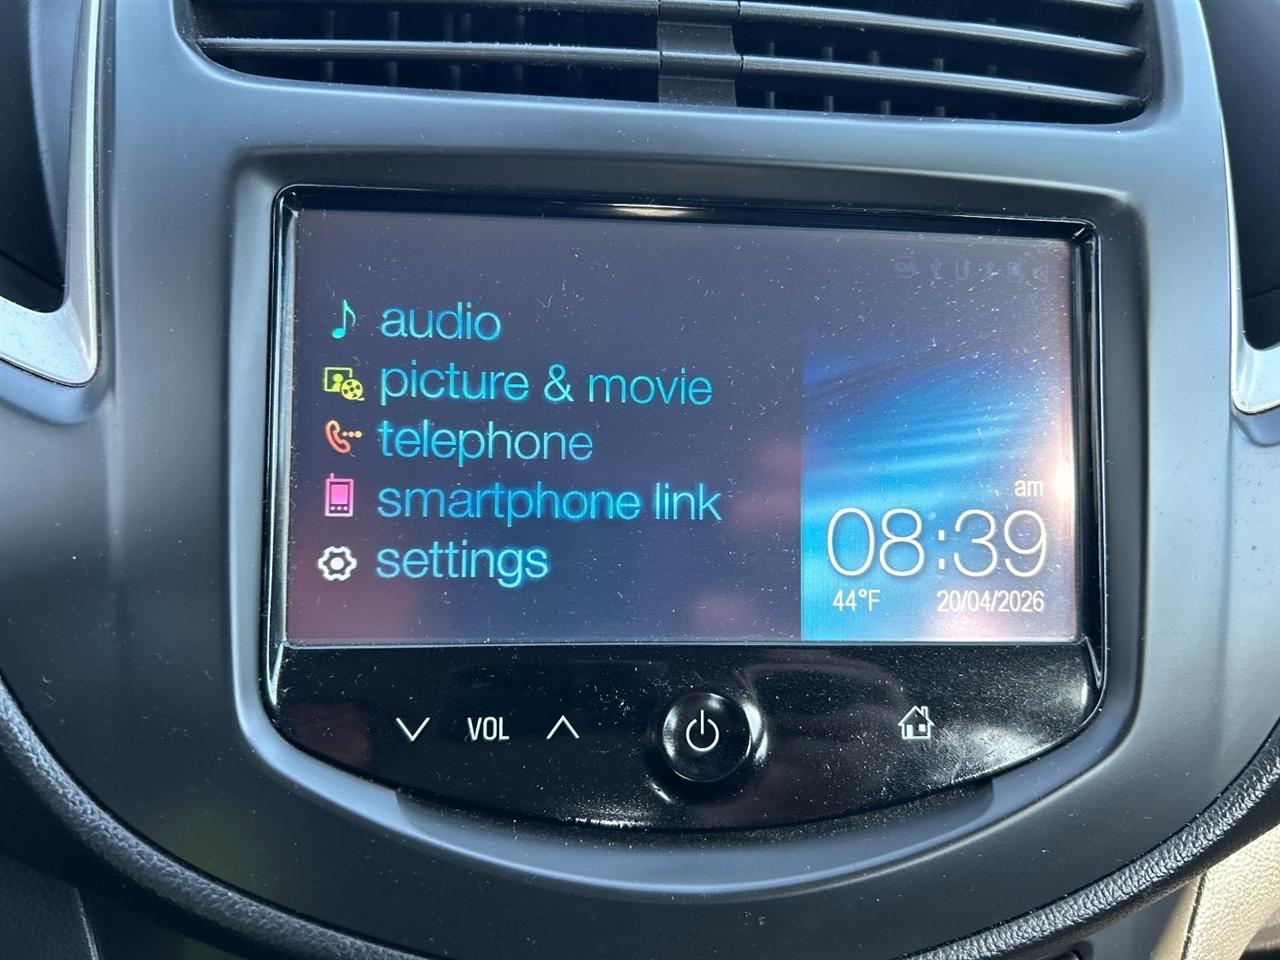 audio
picture & movie
telephone
smartphone link
settings
am
08:39
44°F 20/04/2026
VOL